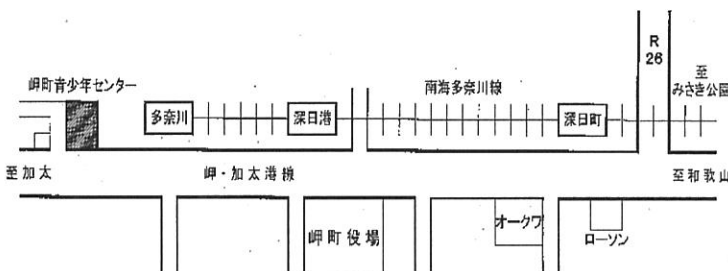 R
26
至
みさき公園
岬町青少年センター
南海多奈川線
多奈川
深日港
深日町
至加太
岬・加太港線
至和歌山
岬町役場
オークワ
ローソン